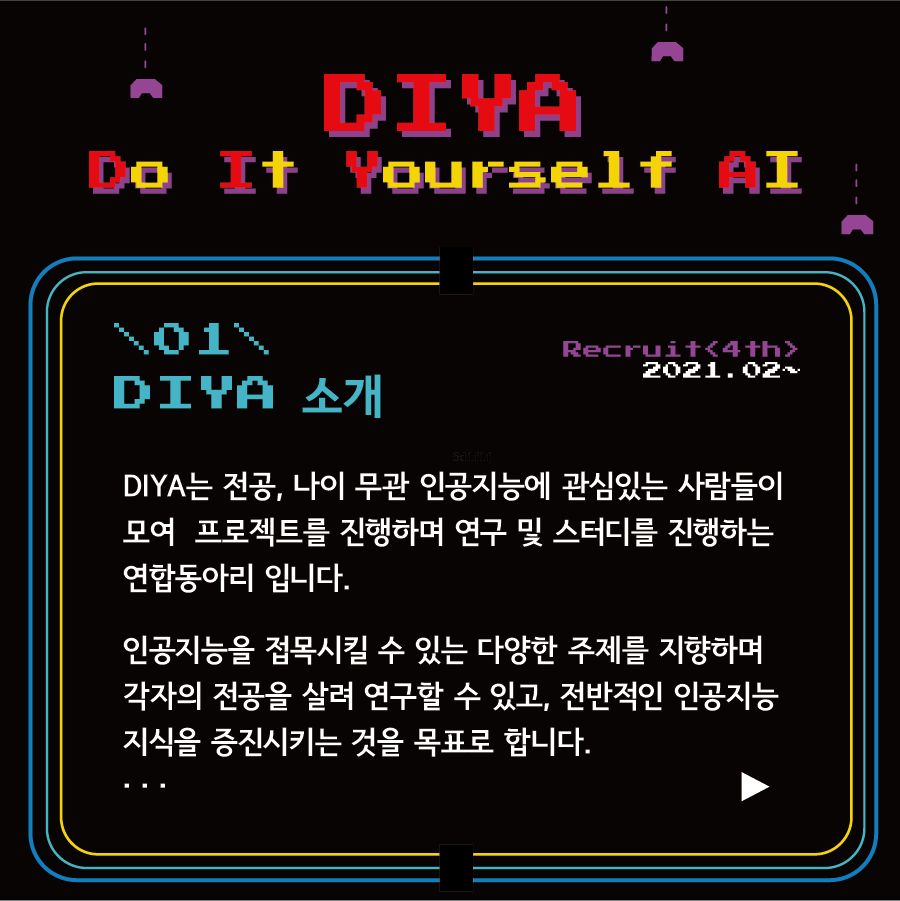 DIYA
Do It Yourself AI
\01\
DIYA 소개
Recruit<4th>
2021.02~
DIYA는 전공, 나이 무관 인공지능에 관심있는 사람들이
모여 프로젝트를 진행하며 연구 및 스터디를 진행하는
연합동아리 입니다.
인공지능을 접목시킬 수 있는 다양한 주제를 지향하며
각자의 전공을 살려 연구할 수 있고, 전반적인 인공지능
지식을 증진시키는 것을 목표로 합니다.
...